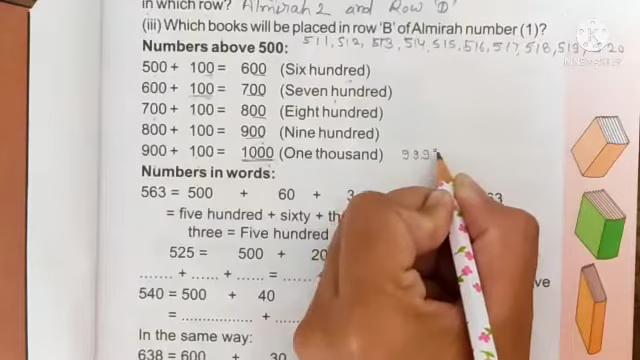 in which row? Almirah 2 and Row 'D'
(iii) Which books will be placed in row 'B' of Almirah number (1)?
Numbers above 500: 511, 512, 513, 514, 515, 516, 517, 518, 519, 520
500 + 100 = 600 (Six hundred)
600 + 100 = 700 (Seven hundred)
700 + 100 = 800 (Eight hundred)
800 + 100 = 900 (Nine hundred)
900 + 100 = 1000 (One thousand)
Numbers in words:
563 = 500 + 60 + 3 63
= five hundred + sixty +
three = Five hundred
525 = 500 + 20
...... + ...... + ...... = ......
ve
540 = 500 + 40
= .................. +
In the same way:
638 = 600 + 30
KINEMASTER